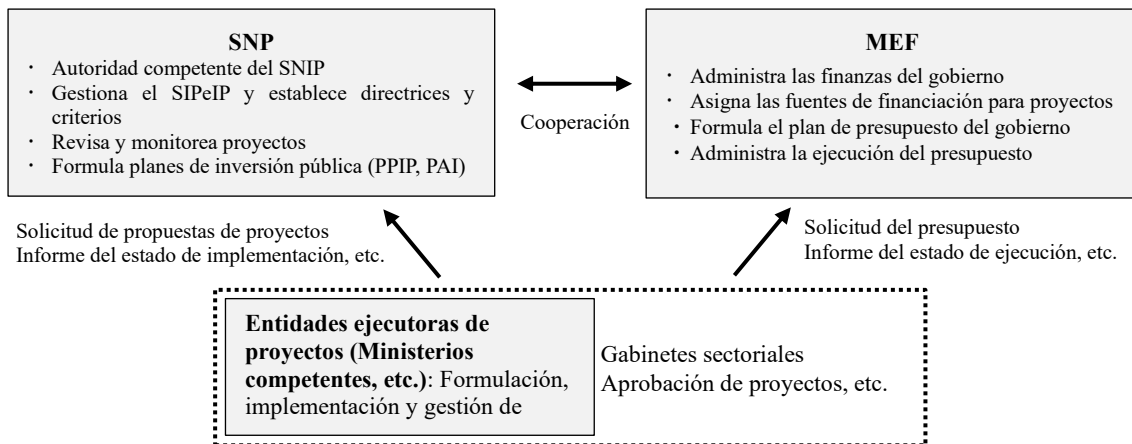 SNP
· Autoridad competente del SNIP
· Gestiona el SIPeIP y establece directrices y
criterios
· Revisa y monitorea proyectos
· Formula planes de inversión pública (PPIP, PAI)
Cooperación
MEF
· Administra las finanzas del gobierno
· Asigna las fuentes de financiación para proyectos
· Formula el plan de presupuesto del gobierno
· Administra la ejecución del presupuesto
Solicitud de propuestas de proyectos
Informe del estado de implementación, etc.
Solicitud del presupuesto
Informe del estado de ejecución, etc.
Entidades ejecutoras de
proyectos (Ministerios
competentes, etc.): Formulación,
implementación y gestión de
Gabinetes sectoriales
Aprobación de proyectos, etc.